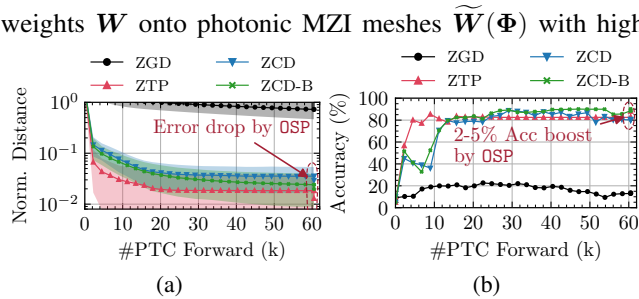 weights W onto photonic MZI meshes W̃(Φ) with high
ZGD ZCD
ZTP ZCD-B
Norm. Distance
10⁰
10⁻¹
10⁻²
Error drop by OSP
0 10 20 30 40 50 60
#PTC Forward (k)
(a)
ZGD ZCD
ZTP ZCD-B
Accuracy (%)
100
80
60
40
20
0
2-5% Acc boost
by OSP
0 10 20 30 40 50 60
#PTC Forward (k)
(b)